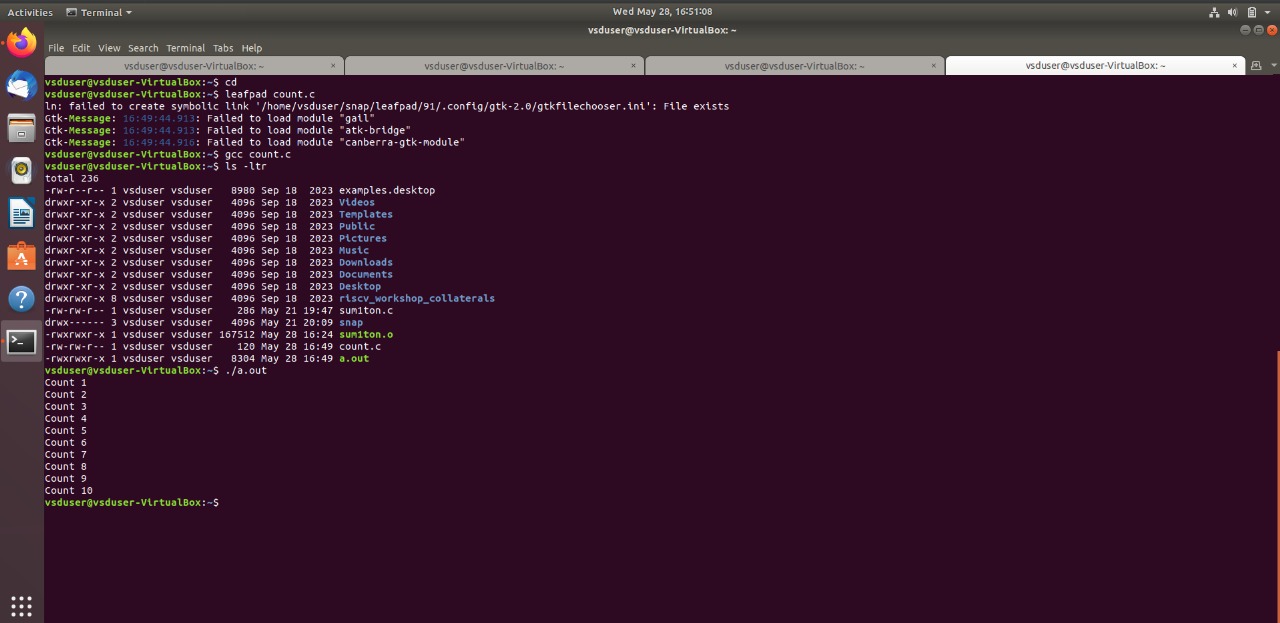 Activities Terminal Wed May 28, 16:51:08
vsduser@vsduser-VirtualBox: ~
File Edit View Search Terminal Tabs Help
vsduser@vsduser-VirtualBox: ~ × vsduser@vsduser-VirtualBox: ~ × vsduser@vsduser-VirtualBox: ~ × vsduser@vsduser-VirtualBox: ~ ×
vsduser@vsduser-VirtualBox:~$ cd
vsduser@vsduser-VirtualBox:~$ leafpad count.c
ln: failed to create symbolic link '/home/vsduser/snap/leafpad/91/.config/gtk-2.0/gtkfilechooser.ini': File exists
Gtk-Message: 16:49:44.913: Failed to load module "gail"
Gtk-Message: 16:49:44.913: Failed to load module "atk-bridge"
Gtk-Message: 16:49:44.916: Failed to load module "canberra-gtk-module"
vsduser@vsduser-VirtualBox:~$ gcc count.c
vsduser@vsduser-VirtualBox:~$ ls -ltr
total 236
-rw-r--r-- 1 vsduser vsduser   8980 Sep 18  2023 examples.desktop
drwxr-xr-x 2 vsduser vsduser   4096 Sep 18  2023 Videos
drwxr-xr-x 2 vsduser vsduser   4096 Sep 18  2023 Templates
drwxr-xr-x 2 vsduser vsduser   4096 Sep 18  2023 Public
drwxr-xr-x 2 vsduser vsduser   4096 Sep 18  2023 Pictures
drwxr-xr-x 2 vsduser vsduser   4096 Sep 18  2023 Music
drwxr-xr-x 2 vsduser vsduser   4096 Sep 18  2023 Downloads
drwxr-xr-x 2 vsduser vsduser   4096 Sep 18  2023 Documents
drwxr-xr-x 2 vsduser vsduser   4096 Sep 18  2023 Desktop
drwxrwxr-x 8 vsduser vsduser   4096 Sep 18  2023 riscv_workshop_collaterals
-rw-rw-r-- 1 vsduser vsduser    286 May 21 19:47 sum1ton.c
drwx------ 3 vsduser vsduser   4096 May 21 20:09 snap
-rwxrwxr-x 1 vsduser vsduser 167512 May 28 16:24 sum1ton.o
-rw-rw-r-- 1 vsduser vsduser    120 May 28 16:49 count.c
-rwxrwxr-x 1 vsduser vsduser   8304 May 28 16:49 a.out
vsduser@vsduser-VirtualBox:~$ ./a.out
Count 1
Count 2
Count 3
Count 4
Count 5
Count 6
Count 7
Count 8
Count 9
Count 10
vsduser@vsduser-VirtualBox:~$